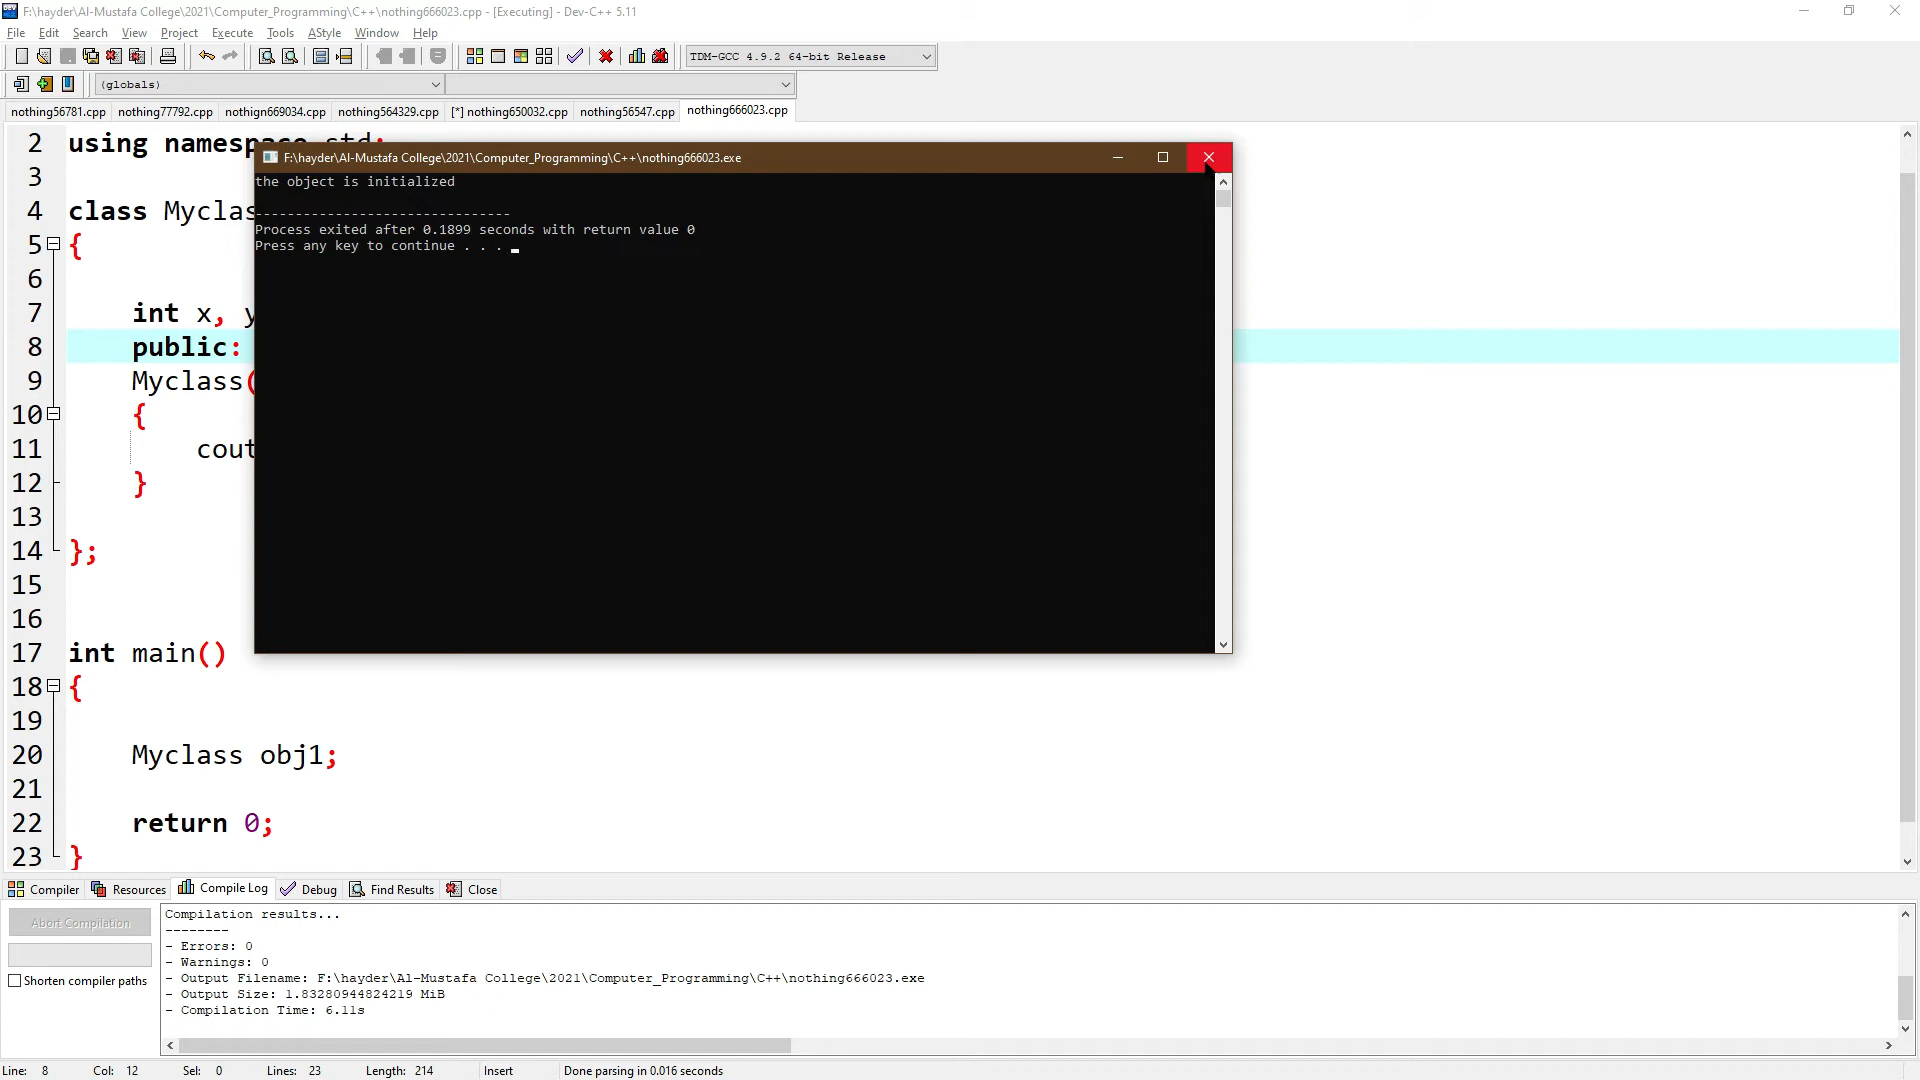 F:\hayder\Al-Mustafa College\2021\Computer_Programming\C++\nothing666023.cpp - [Executing] - Dev-C++ 5.11
File Edit Search View Project Execute Tools AStyle Window Help
TDM-GCC 4.9.2 64-bit Release
(globals)
nothing56781.cpp nothing77792.cpp nothign669034.cpp nothing564329.cpp [*] nothing650032.cpp nothing56547.cpp nothing666023.cpp
2 using namespace std;
3
4 class Myclas
5 {
6
7 int x, y
8 public:
9 Myclass(
10 {
11 cout
12 }
13
14 };
15
16
17 int main()
18 {
19
20 Myclass obj1;
21
22 return 0;
23 }
F:\hayder\Al-Mustafa College\2021\Computer_Programming\C++\nothing666023.exe
the object is initialized
--------------------------------
Process exited after 0.1899 seconds with return value 0
Press any key to continue . . .
Compiler Resources Compile Log Debug Find Results Close
Abort Compilation
Shorten compiler paths
Compilation results...
--------
- Errors: 0
- Warnings: 0
- Output Filename: F:\hayder\Al-Mustafa College\2021\Computer_Programming\C++\nothing666023.exe
- Output Size: 1.83280944824219 MiB
- Compilation Time: 6.11s
Line: 8 Col: 12 Sel: 0 Lines: 23 Length: 214 Insert Done parsing in 0.016 seconds